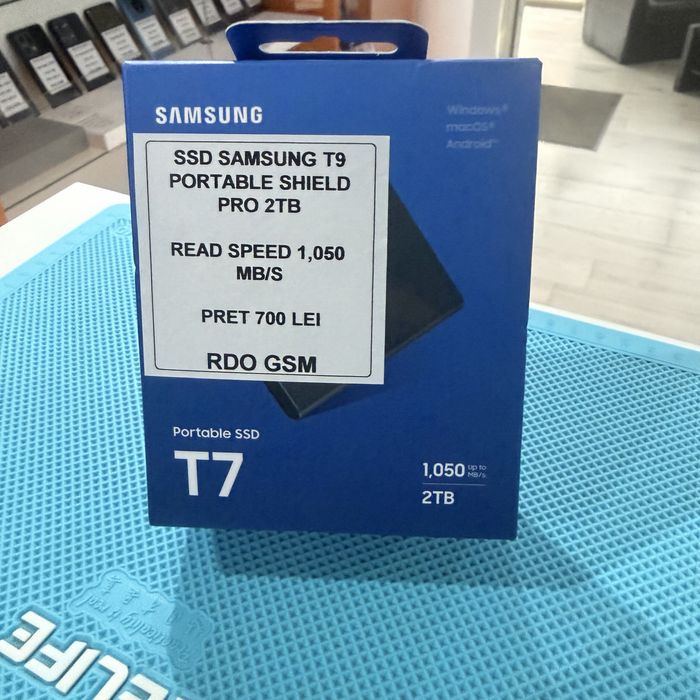 SAMSUNG
Windows®
macOS®
Android™
SSD SAMSUNG T9
PORTABLE SHIELD
PRO 2TB
READ SPEED 1,050
MB/S
PRET 700 LEI
RDO GSM
Portable SSD
T7
1,050 up to MB/s
2TB
ELIFE